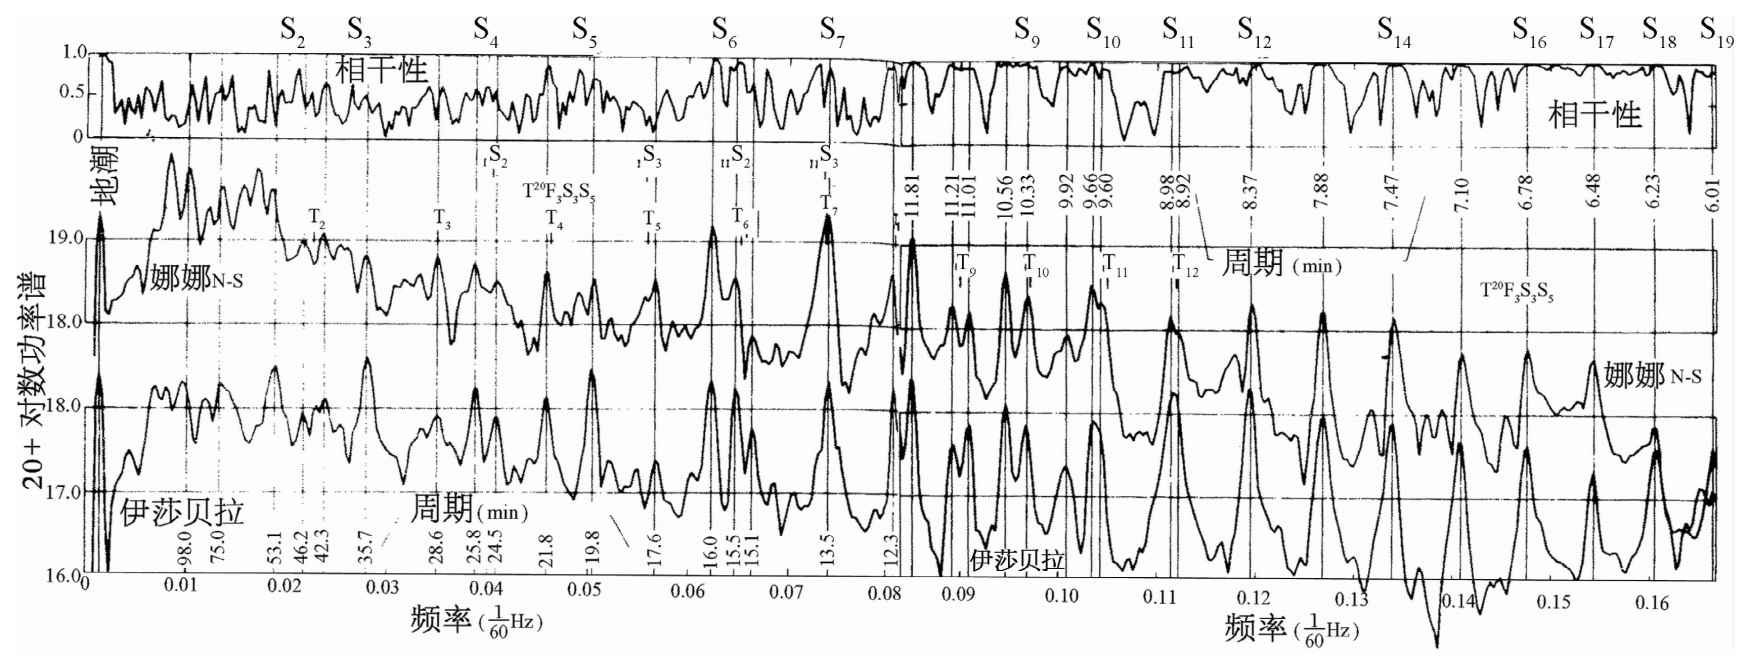 S₂ S₃ S₄ S₅ S₆ S₇ S₉ S₁₀ S₁₁ S₁₂ S₁₄ S₁₆ S₁₇ S₁₈ S₁₉
1.0
相干性
0.5
相干性
0
地潮
ıS₂ ıS₃ ııS₂ ııS₃
T²⁰F₃S₃S₅
T₂ T₃ T₄ T₅ T₆ T₇
11.81 11.21 11.01 10.56 10.33 9.92 9.66 9.60 8.98 8.92 8.37 7.88 7.47 7.10 6.78 6.48 6.23 6.01
19.0
T₉ T₁₀ T₁₁ T₁₂
周期 (min)
娜娜N-S
T²⁰F₃S₃S₅
20+ 对数功率谱
18.0
娜娜 N-S
18.0
17.0
伊莎贝拉
周期(min)
98.0 75.0 53.1 46.2 42.3 35.7 28.6 25.8 24.5 21.8 19.8 17.6 16.0 15.5 15.1 13.5 12.3
伊莎贝拉
16.0
0 0.01 0.02 0.03 0.04 0.05 0.06 0.07 0.08 0.09 0.10 0.11 0.12 0.13 0.14 0.15 0.16
频率 (1/60 Hz)
频率 (1/60 Hz)